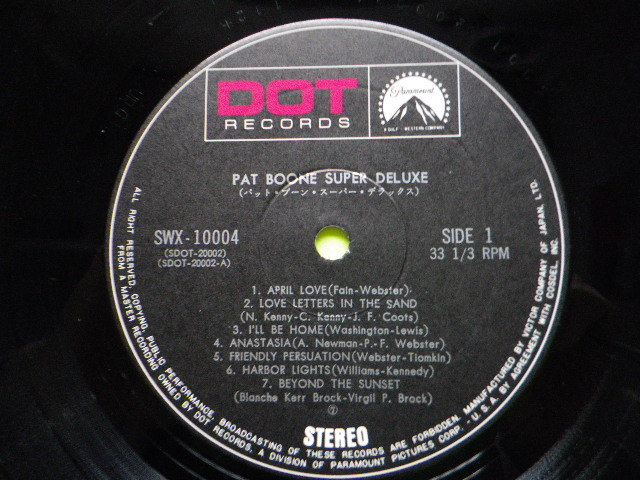 DOT
RECORDS
Paramount
A GULF + WESTERN COMPANY
PAT BOONE SUPER DELUXE
(パット・ブーン・スーパー・デラックス)
SWX-10004
(SDOT-20002)
(SDOT-20002-A)
SIDE 1
33 1/3 RPM
1. APRIL LOVE(Fain-Webster)
2. LOVE LETTERS IN THE SAND
(N. Kenny-C. Kenny-J. F. Coots)
3. I'LL BE HOME(Washington-Lewis)
4. ANASTASIA(A. Newman-P.-F. Webster)
5. FRIENDLY PERSUATION(Webster-Tiomkin)
6. HARBOR LIGHTS(Williams-Kennedy)
7. BEYOND THE SUNSET
(Blanche Kerr Brock-Virgil P. Brock)
STEREO
ALL RIGHT RESERVED, COPYING, PUBLIC PERFORMANCE, BROADCASTING OF THESE RECORDS ARE FORBIDDEN. MANUFACTURED BY VICTOR COMPANY OF JAPAN, LTD.
FROM A MASTER RECORDING OWNED BY DOT RECORDS, A DIVISION OF PARAMOUNT PICTURES CORP. - U. S. A. BY AGREEMENT WITH COSDEL, INC.